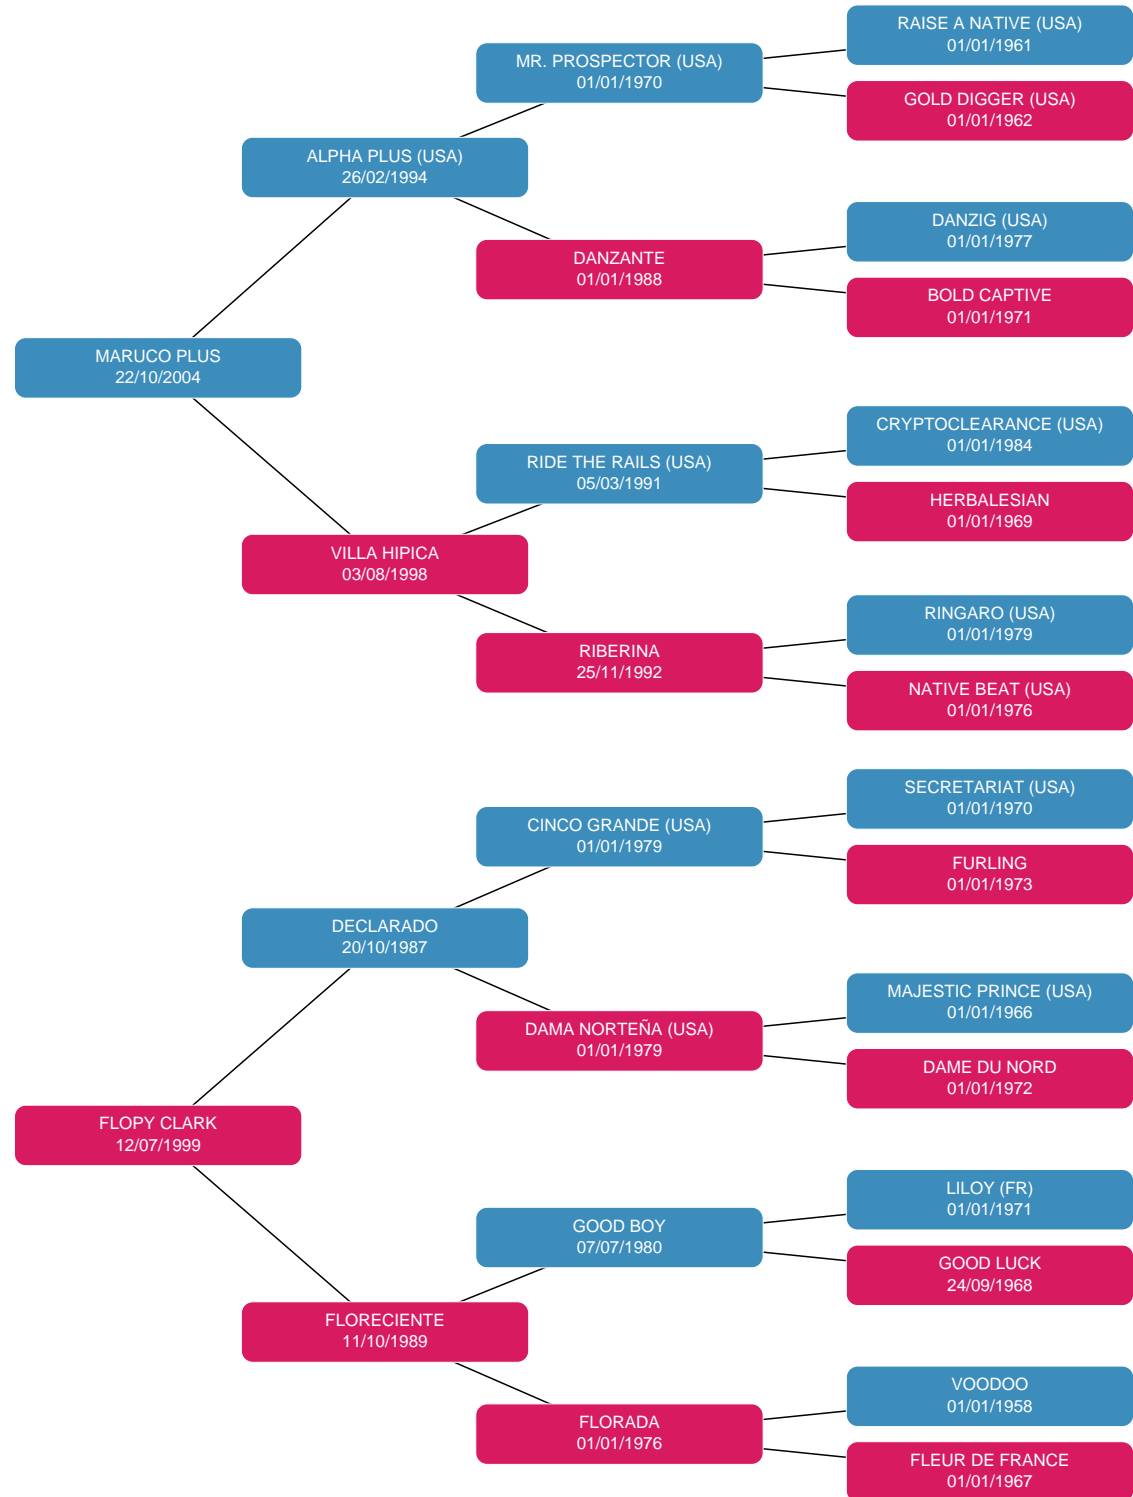 RAISE A NATIVE (USA)
01/01/1961
MR. PROSPECTOR (USA)
01/01/1970
GOLD DIGGER (USA)
01/01/1962
ALPHA PLUS (USA)
26/02/1994
DANZIG (USA)
01/01/1977
DANZANTE
01/01/1988
BOLD CAPTIVE
01/01/1971
MARUCO PLUS
22/10/2004
CRYPTOCLEARANCE (USA)
01/01/1984
RIDE THE RAILS (USA)
05/03/1991
HERBALESIAN
01/01/1969
VILLA HIPICA
03/08/1998
RINGARO (USA)
01/01/1979
RIBERINA
25/11/1992
NATIVE BEAT (USA)
01/01/1976
SECRETARIAT (USA)
01/01/1970
CINCO GRANDE (USA)
01/01/1979
FURLING
01/01/1973
DECLARADO
20/10/1987
MAJESTIC PRINCE (USA)
01/01/1966
DAMA NORTEÑA (USA)
01/01/1979
DAME DU NORD
01/01/1972
FLOPY CLARK
12/07/1999
LILOY (FR)
01/01/1971
GOOD BOY
07/07/1980
GOOD LUCK
24/09/1968
FLORECIENTE
11/10/1989
VOODOO
01/01/1958
FLORADA
01/01/1976
FLEUR DE FRANCE
01/01/1967